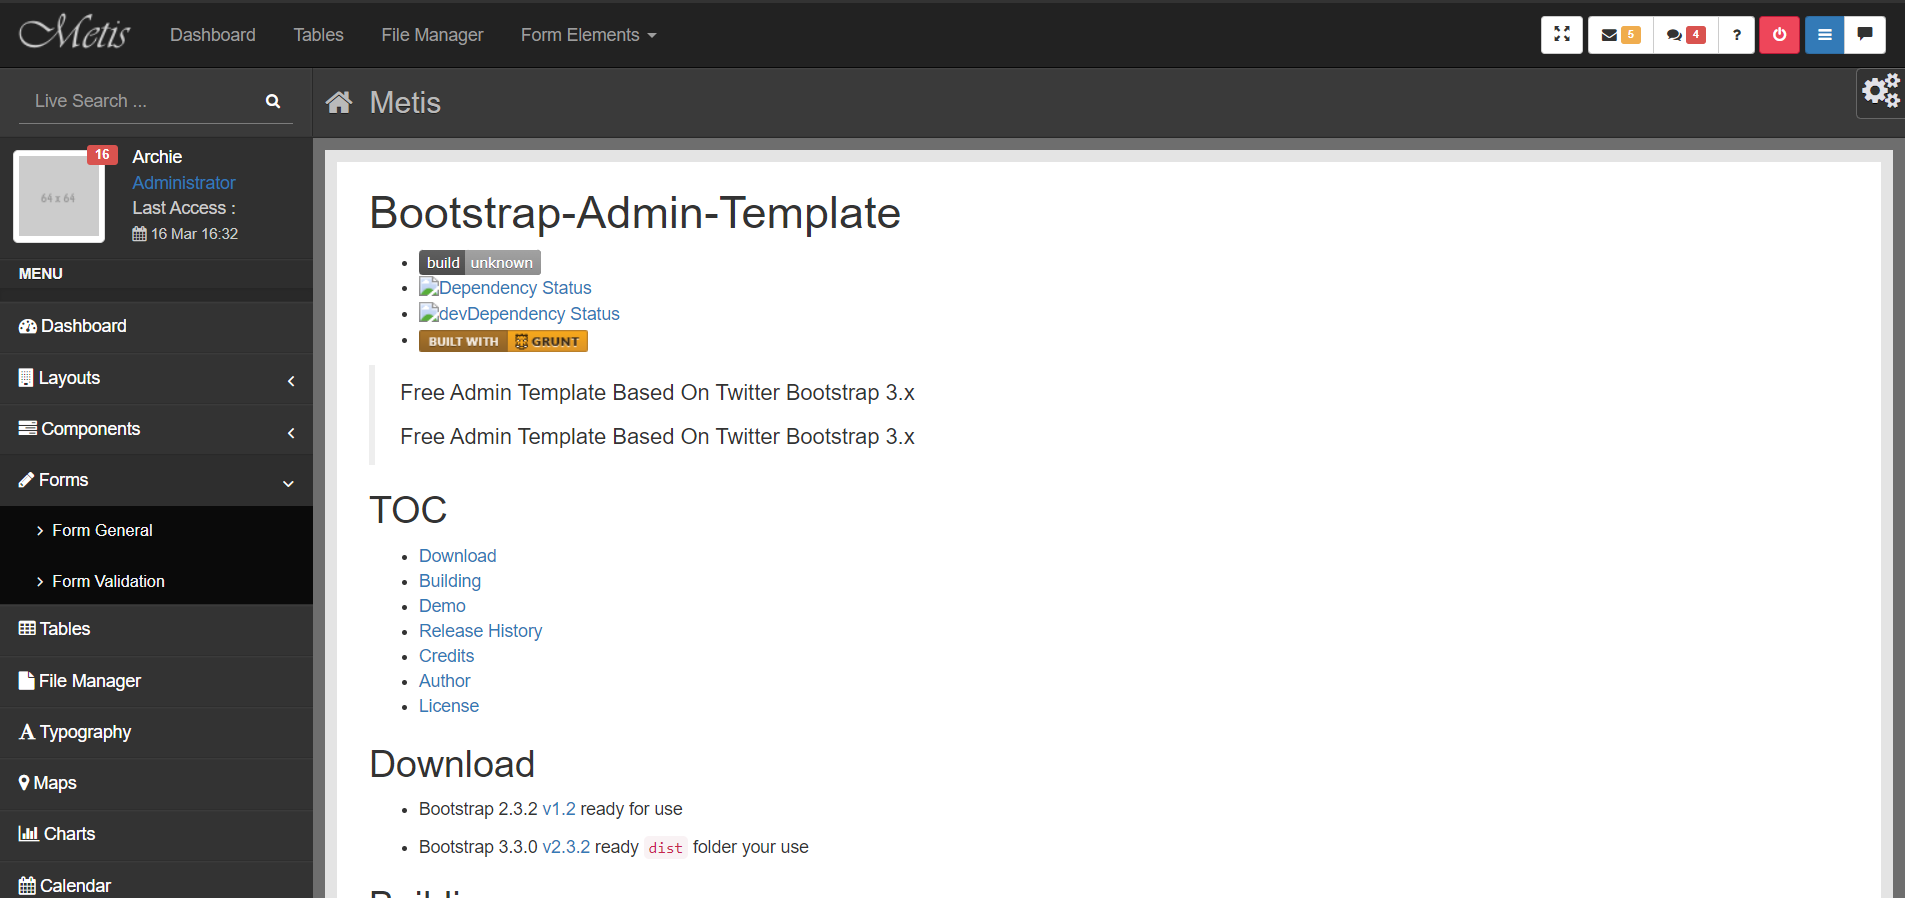 Metis Dashboard Tables File Manager Form Elements 5 4 ?
Live Search ...
Metis
16
64 x 64
Archie
Administrator
Last Access :
16 Mar 16:32
MENU
Dashboard
Layouts
Components
Forms
Form General
Form Validation
Tables
File Manager
Typography
Maps
Charts
Calendar
Bootstrap-Admin-Template
build unknown
Dependency Status
devDependency Status
BUILT WITH GRUNT
Free Admin Template Based On Twitter Bootstrap 3.x
Free Admin Template Based On Twitter Bootstrap 3.x
TOC
Download
Building
Demo
Release History
Credits
Author
License
Download
Bootstrap 2.3.2 v1.2 ready for use
Bootstrap 3.3.0 v2.3.2 ready dist folder your use